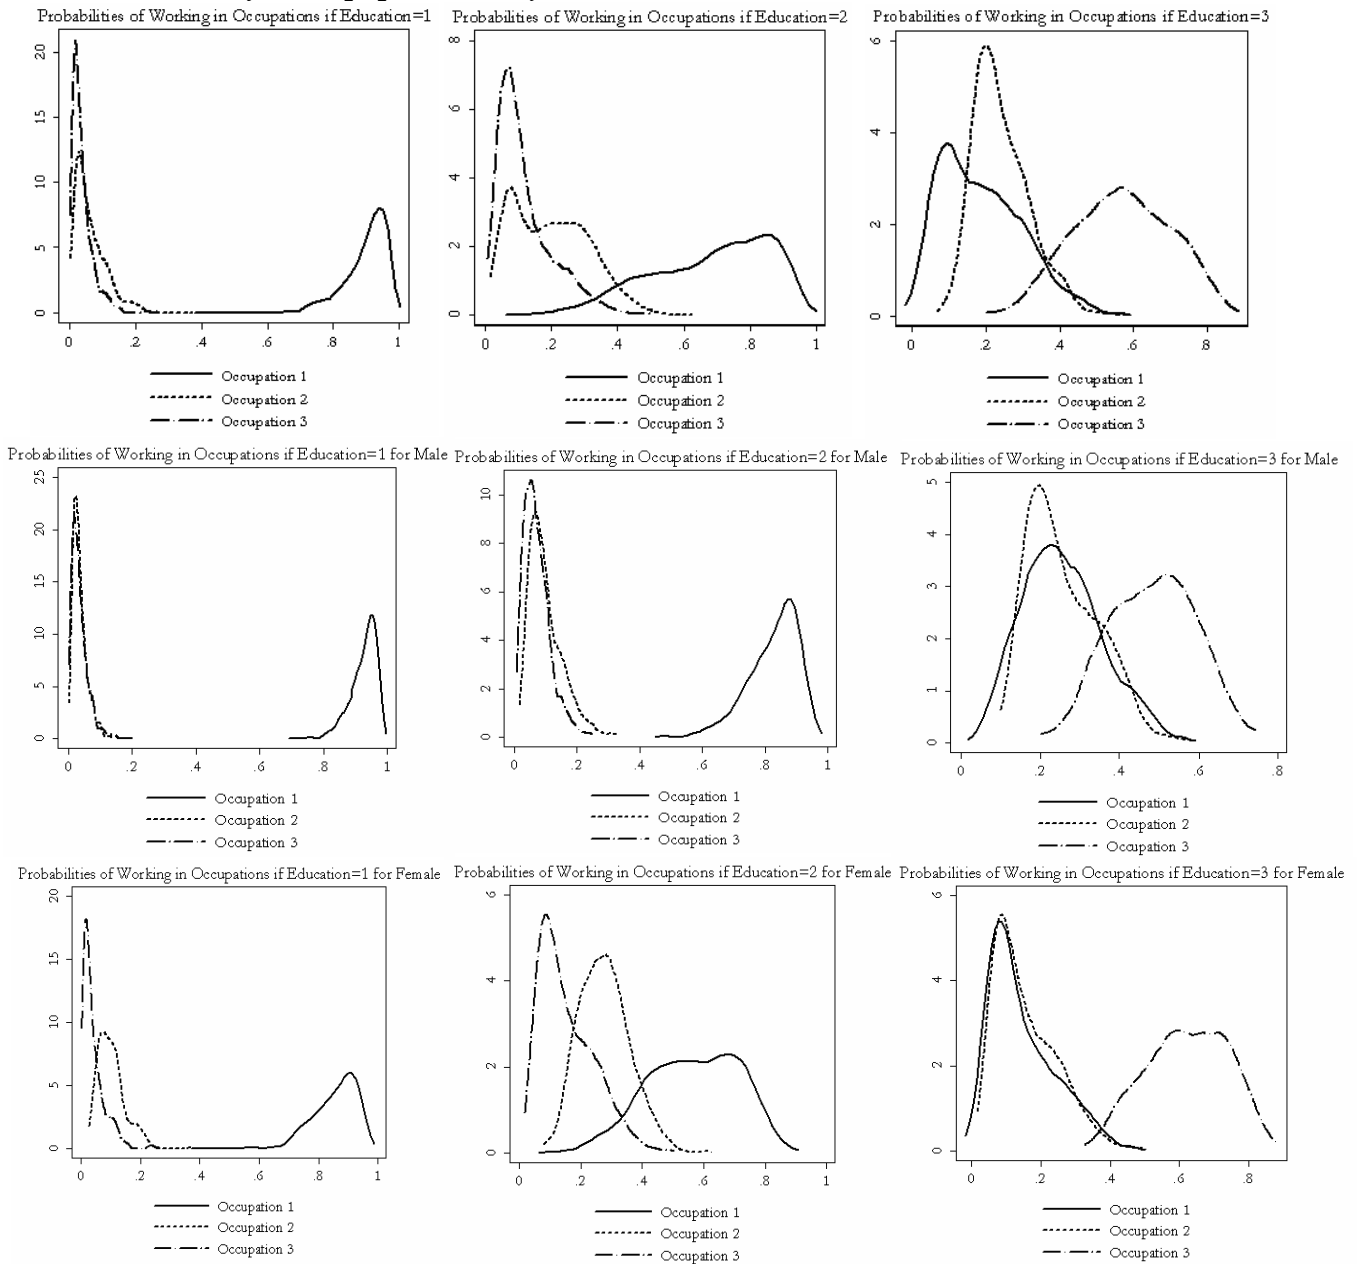 Probabilities of Working in Occupations if Education=1
20
15
10
5
0
0 .2 .4 .6 .8 1
Occupation 1
Occupation 2
Occupation 3
Probabilities of Working in Occupations if Education=2
8
6
4
2
0
0 .2 .4 .6 .8 1
Occupation 1
Occupation 2
Occupation 3
Probabilities of Working in Occupations if Education=3
6
4
2
0
0 .2 .4 .6 .8
Occupation 1
Occupation 2
Occupation 3
Probabilities of Working in Occupations if Education=1 for Male
25
20
15
10
5
0
0 .2 .4 .6 .8 1
Occupation 1
Occupation 2
Occupation 3
Probabilities of Working in Occupations if Education=2 for Male
10
8
6
4
2
0
0 .2 .4 .6 .8 1
Occupation 1
Occupation 2
Occupation 3
Probabilities of Working in Occupations if Education=3 for Male
5
4
3
2
1
0
0 .2 .4 .6 .8
Occupation 1
Occupation 2
Occupation 3
Probabilities of Working in Occupations if Education=1 for Female
20
15
10
5
0
0 .2 .4 .6 .8 1
Occupation 1
Occupation 2
Occupation 3
Probabilities of Working in Occupations if Education=2 for Female
6
4
2
0
0 .2 .4 .6 .8 1
Occupation 1
Occupation 2
Occupation 3
Probabilities of Working in Occupations if Education=3 for Female
6
4
2
0
0 .2 .4 .6 .8
Occupation 1
Occupation 2
Occupation 3